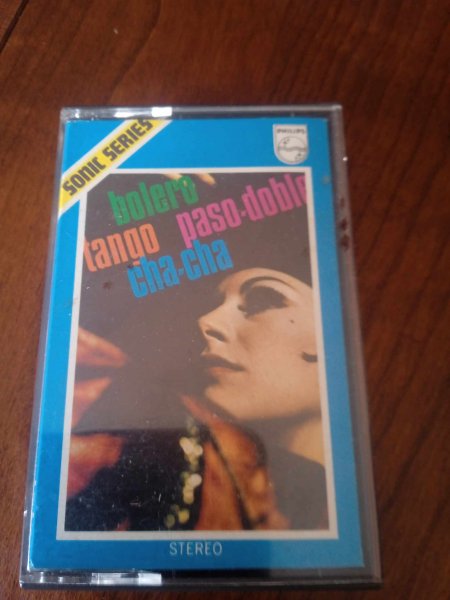 SONIC SERIES
PHILIPS
bolero
tango paso-doble
cha-cha
STEREO